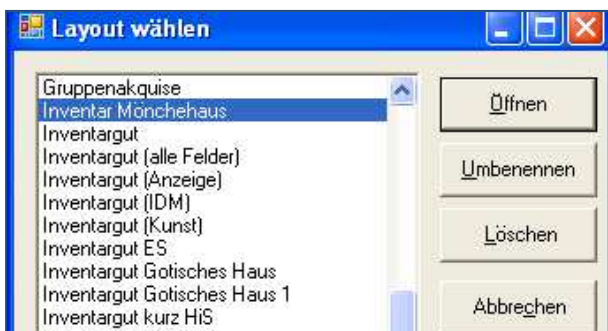 Layout wählen
Gruppenakquise
Inventar Mönchehaus
Inventargut
Inventargut (alle Felder)
Inventargut (Anzeige)
Inventargut (IDM)
Inventargut (Kunst)
Inventargut ES
Inventargut Gotisches Haus
Inventargut Gotisches Haus 1
Inventargut kurz HiS
Öffnen
Umbenennen
Löschen
Abbrechen